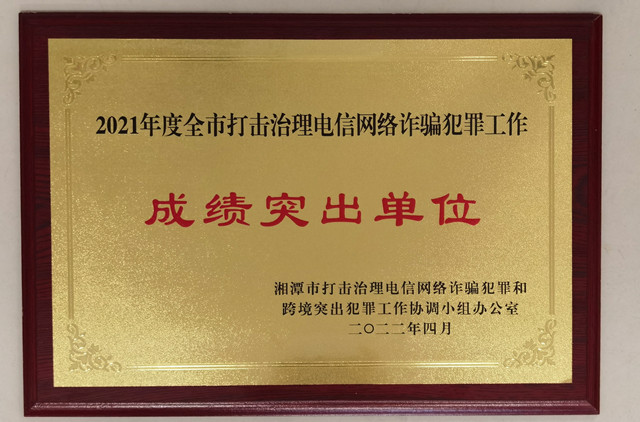 2021年度全市打击治理电信网络诈骗犯罪工作
成绩突出单位
湘潭市打击治理电信网络诈骗犯罪和
跨境突出犯罪工作协调小组办公室
二〇二二年四月